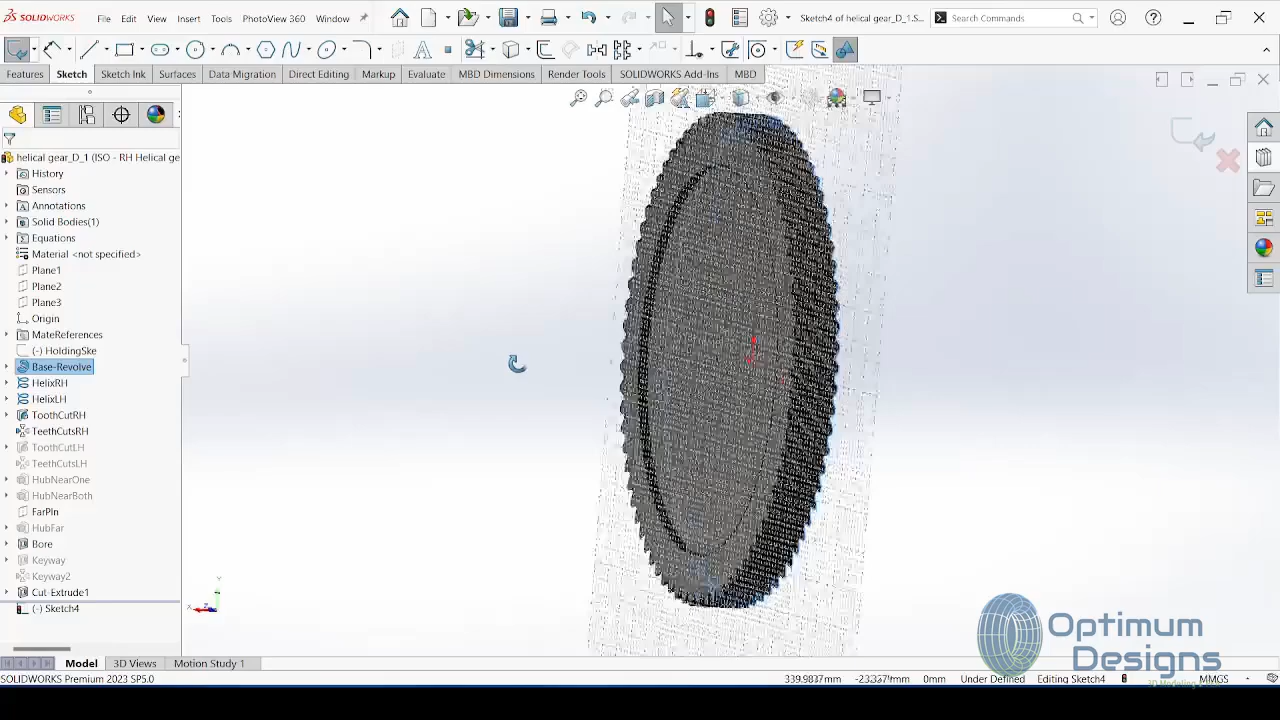 SOLIDWORKS File Edit View Insert Tools PhotoView 360 Window Sketch4 of helical gear_D_1.S... Search Commands
Features Sketch Sketch Ink Surfaces Data Migration Direct Editing Markup Evaluate MBD Dimensions Render Tools SOLIDWORKS Add-Ins MBD
helical gear_D_1 (ISO - RH Helical ge
History
Sensors
Annotations
Solid Bodies(1)
Equations
Material <not specified>
Plane1
Plane2
Plane3
Origin
MateReferences
(-) HoldingSke
Base-Revolve
HelixRH
HelixLH
ToothCutRH
TeethCutsRH
ToothCutLH
TeethCutsLH
HubNearOne
HubNearBoth
FarPln
HubFar
Bore
Keyway
Keyway2
Cut-Extrude1
(-) Sketch4
Y
X
Z
Optimum
Designs
Model 3D Views Motion Study 1
SOLIDWORKS Premium 2023 SP5.0 339.9837mm 0mm Under Defined Editing Sketch4 MMGS